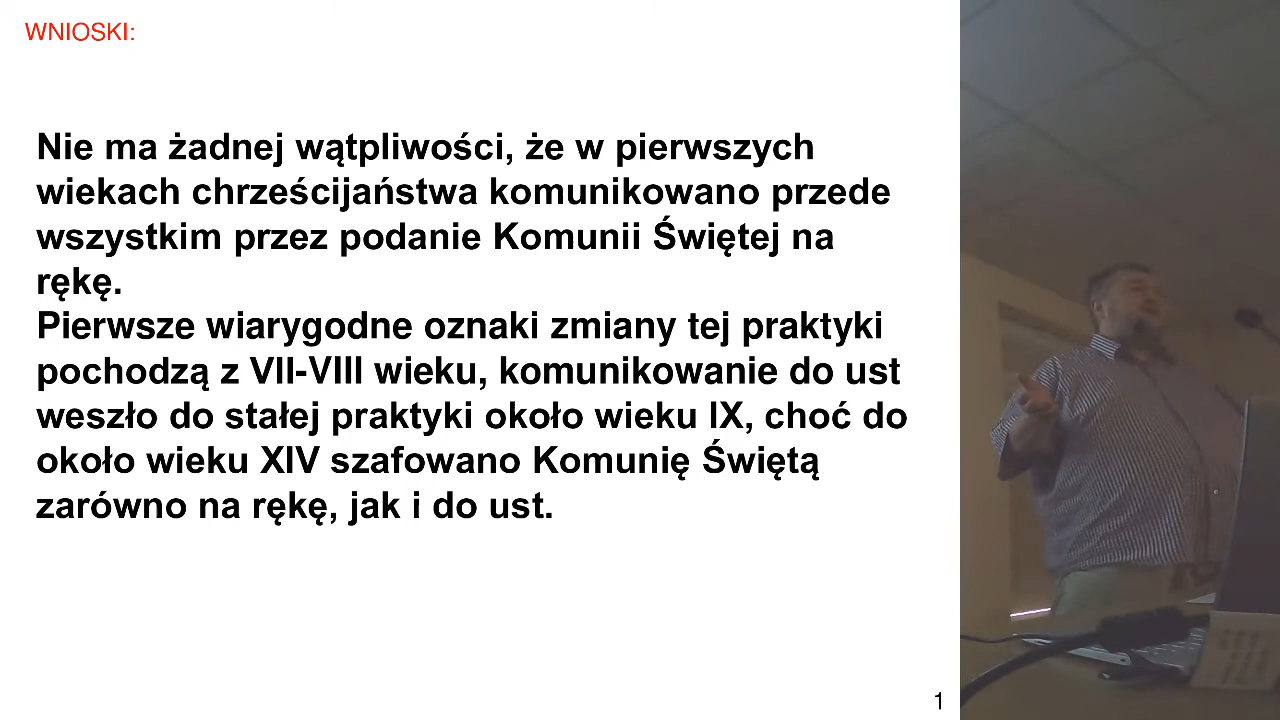 WNIOSKI:
Nie ma żadnej wątpliwości, że w pierwszych
wiekach chrześcijaństwa komunikowano przede
wszystkim przez podanie Komunii Świętej na
rękę.
Pierwsze wiarygodne oznaki zmiany tej praktyki
pochodzą z VII-VIII wieku, komunikowanie do ust
weszło do stałej praktyki około wieku IX, choć do
około wieku XIV szafowano Komunię Świętą
zarówno na rękę, jak i do ust.
1